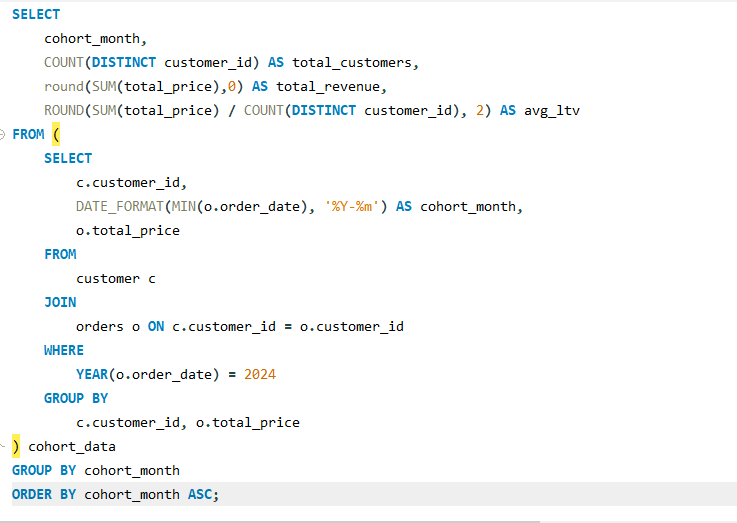 SELECT
    cohort_month,
    COUNT(DISTINCT customer_id) AS total_customers,
    round(SUM(total_price),0) AS total_revenue,
    ROUND(SUM(total_price) / COUNT(DISTINCT customer_id), 2) AS avg_ltv
FROM (
    SELECT
        c.customer_id,
        DATE_FORMAT(MIN(o.order_date), '%Y-%m') AS cohort_month,
        o.total_price
    FROM
        customer c
    JOIN
        orders o ON c.customer_id = o.customer_id
    WHERE
        YEAR(o.order_date) = 2024
    GROUP BY
        c.customer_id, o.total_price
) cohort_data
GROUP BY cohort_month
ORDER BY cohort_month ASC;